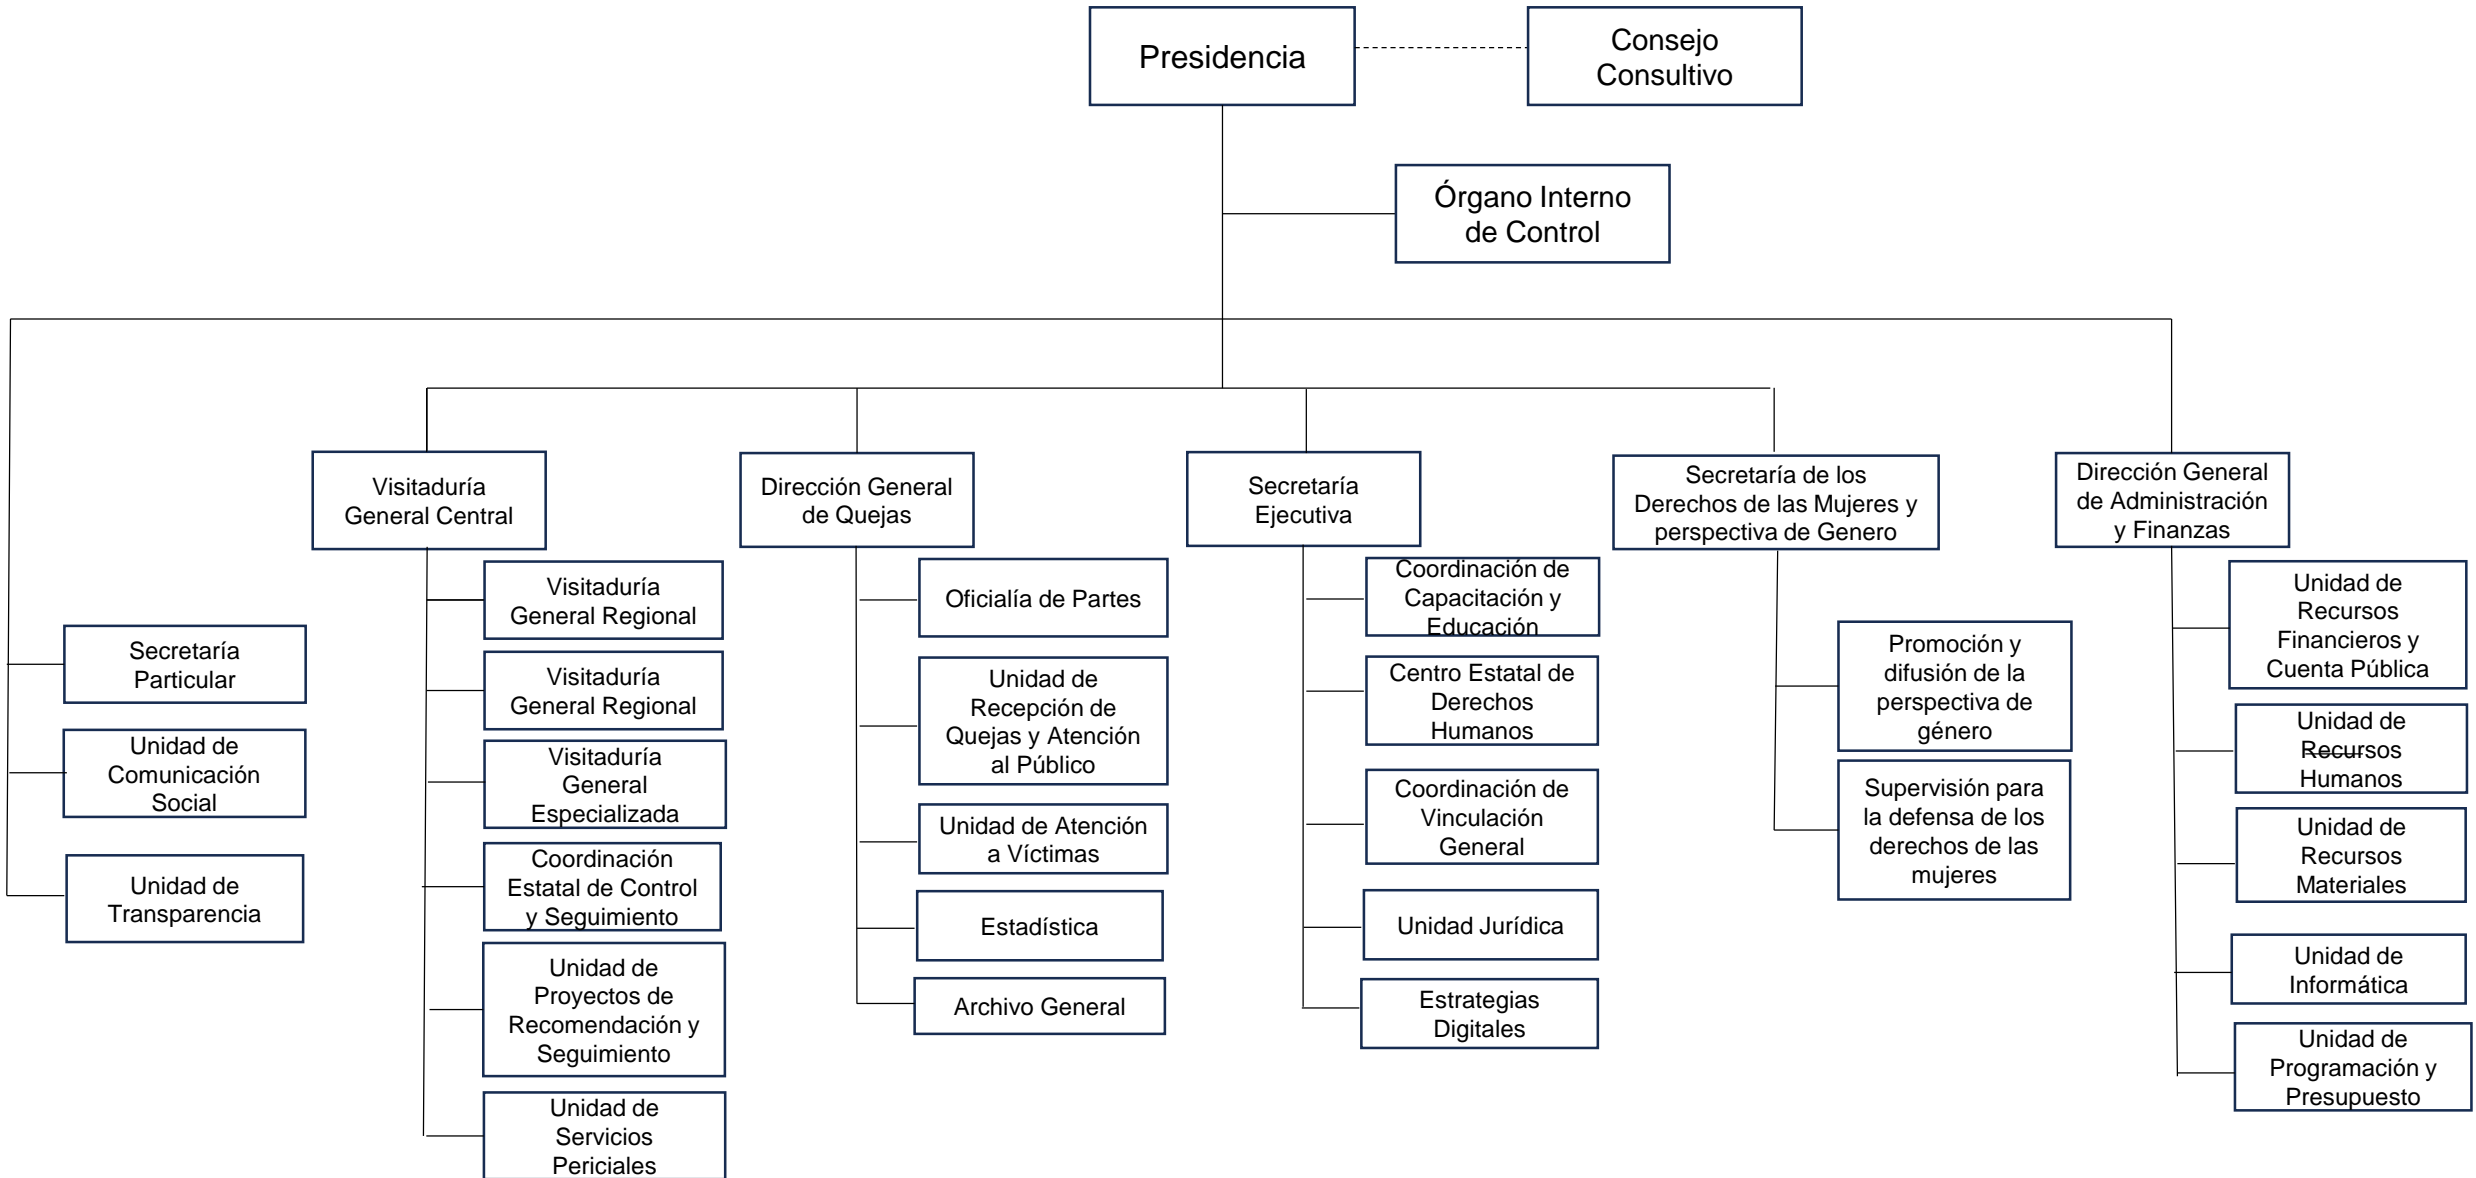 Presidencia
Consejo
Consultivo
Órgano Interno
de Control
Visitaduría
General Central
Dirección General
de Quejas
Secretaría
Ejecutiva
Secretaría de los
Derechos de las Mujeres y
perspectiva de Genero
Dirección General
de Administración
y Finanzas
Secretaría
Particular
Unidad de
Comunicación
Social
Unidad de
Transparencia
Visitaduría
General Regional
Visitaduría
General Regional
Visitaduría
General
Especializada
Coordinación
Estatal de Control
y Seguimiento
Unidad de
Proyectos de
Recomendación y
Seguimiento
Unidad de
Servicios
Periciales
Oficialía de Partes
Unidad de
Recepción de
Quejas y Atención
al Público
Unidad de Atención
a Víctimas
Estadística
Archivo General
Coordinación de
Capacitación y
Educación
Centro Estatal de
Derechos
Humanos
Coordinación de
Vinculación
General
Unidad Jurídica
Estrategias
Digitales
Promoción y
difusión de la
perspectiva de
género
Supervisión para
la defensa de los
derechos de las
mujeres
Unidad de
Recursos
Financieros y
Cuenta Pública
Unidad de
Recursos
Humanos
Unidad de
Recursos
Materiales
Unidad de
Informática
Unidad de
Programación y
Presupuesto